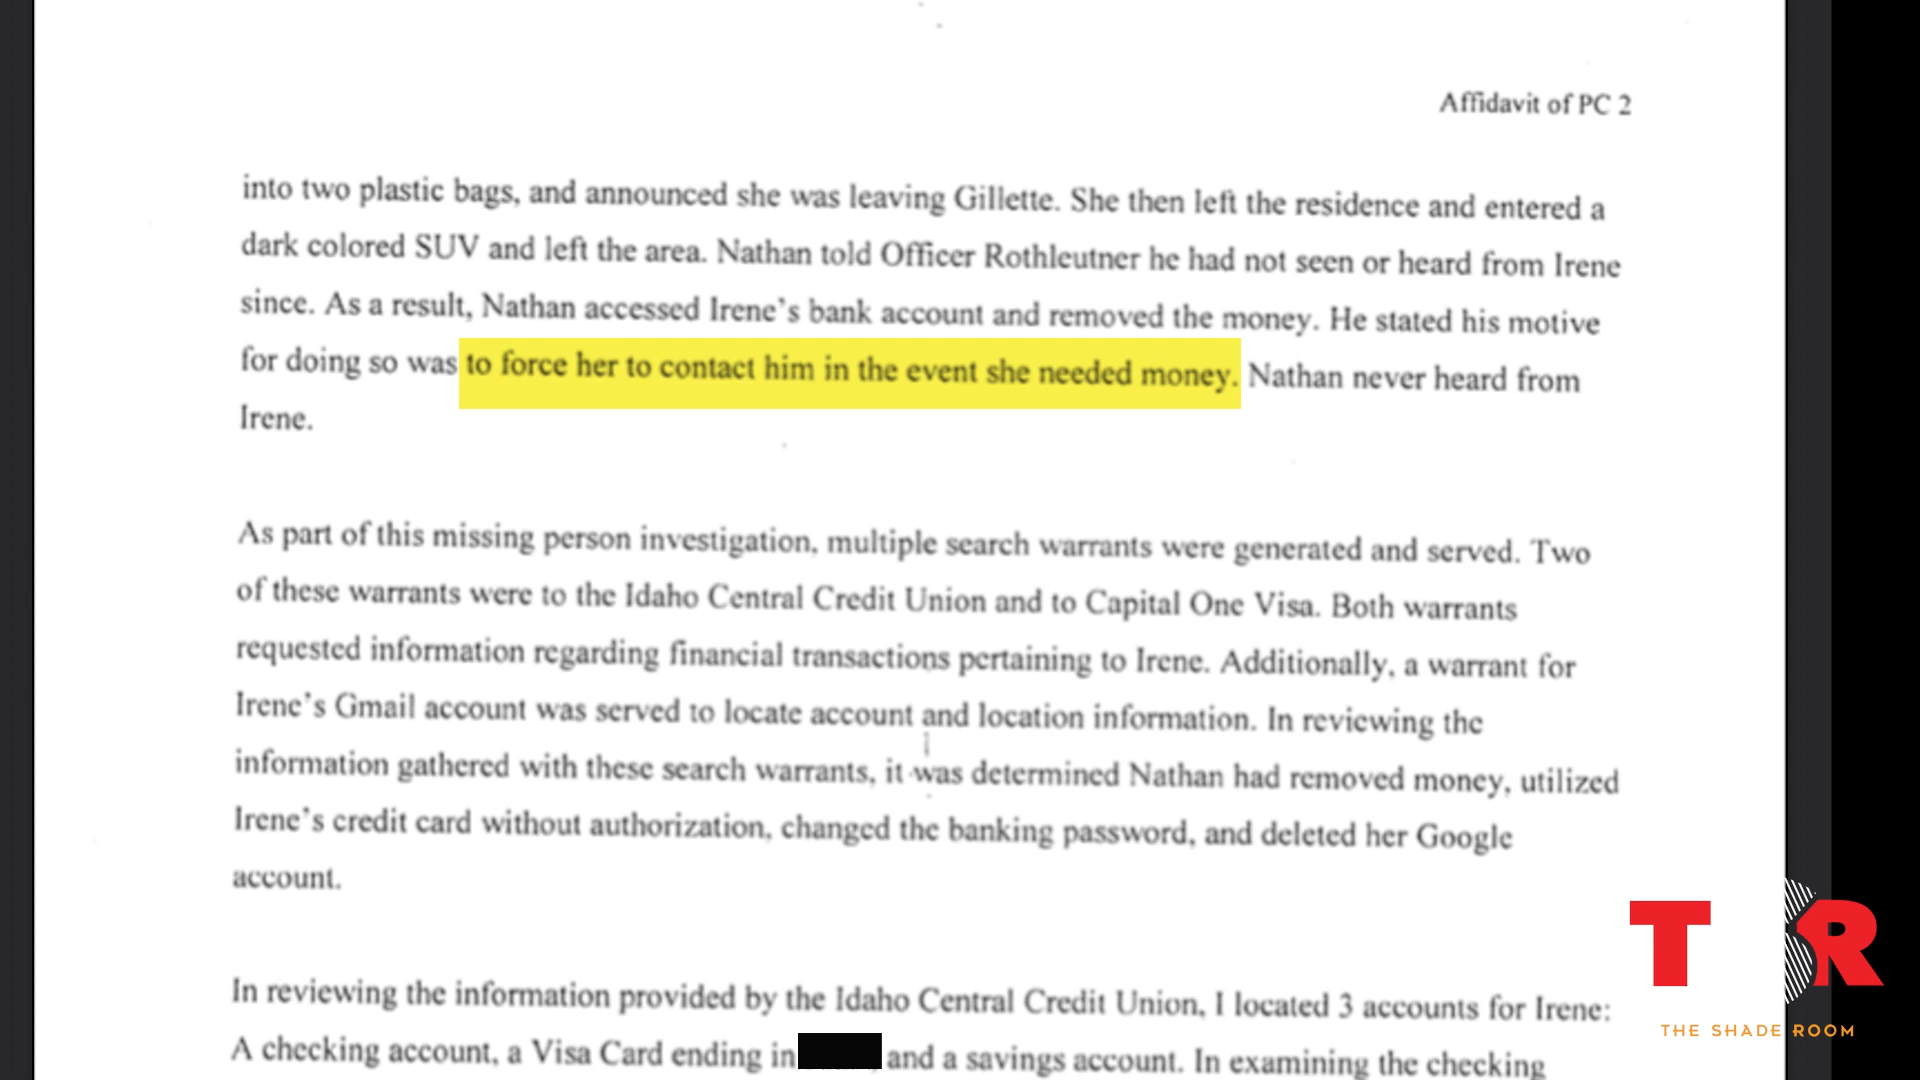 Affidavit of PC 2
into two plastic bags, and announced she was leaving Gillette. She then left the residence and entered a
dark colored SUV and left the area. Nathan told Officer Rothleutner he had not seen or heard from Irene
since. As a result, Nathan accessed Irene's bank account and removed the money. He stated his motive
for doing so was to force her to contact him in the event she needed money. Nathan never heard from
Irene.
As part of this missing person investigation, multiple search warrants were generated and served. Two
of these warrants were to the Idaho Central Credit Union and to Capital One Visa. Both warrants
requested information regarding financial transactions pertaining to Irene. Additionally, a warrant for
Irene's Gmail account was served to locate account and location information. In reviewing the
information gathered with these search warrants, it was determined Nathan had removed money, utilized
Irene's credit card without authorization, changed the banking password, and deleted her Google
account.
In reviewing the information provided by the Idaho Central Credit Union, I located 3 accounts for Irene:
A checking account, a Visa Card ending in and a savings account. In examining the checking
TSR
THE SHADE ROOM